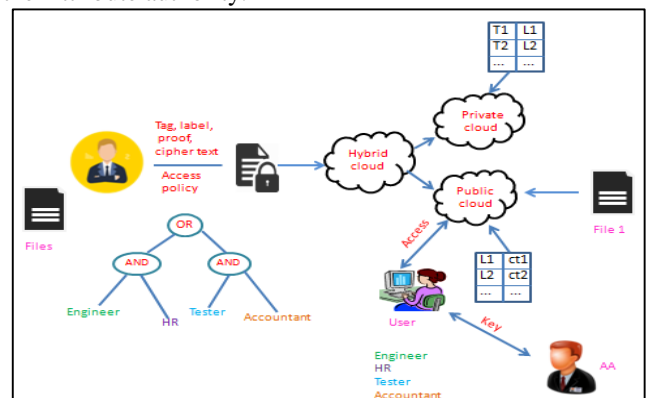 T1 L1
T2 L2
... ...
Private
cloud
Tag, label,
proof,
cipher text
Access
policy
Hybrid
cloud
Public
cloud
Files
File 1
OR
AND AND
Engineer
HR
Tester
Accountant
Access
L1 ct1
L2 ct2
... ...
User
Key
AA
Engineer
HR
Tester
Accountant